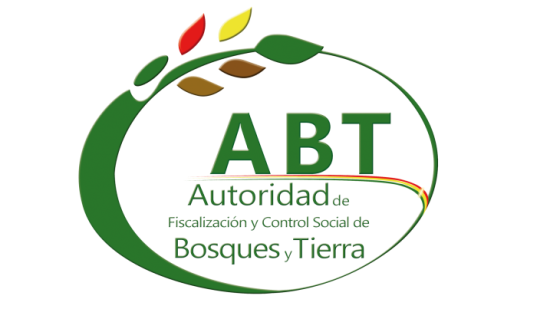 ABT
Autoridad de
Fiscalización y Control Social de
Bosques y Tierra